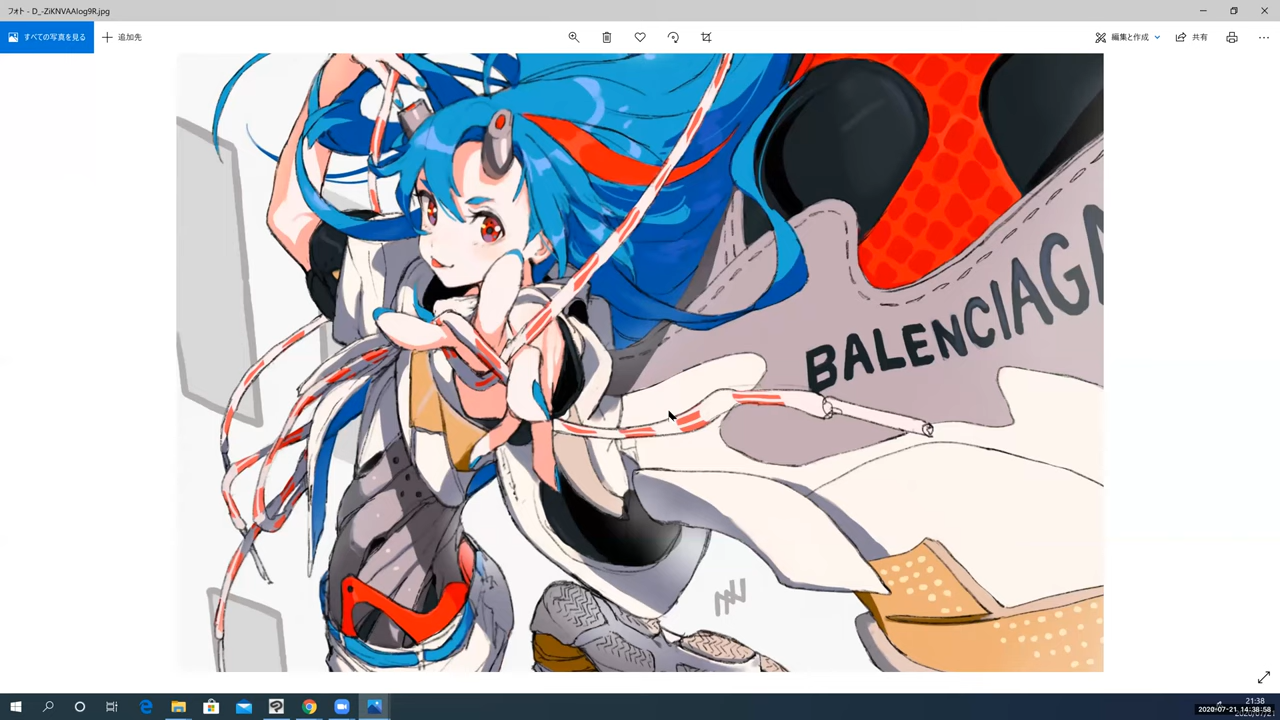 フォト - D_-ZiKNVAAIog9R.jpg
すべての写真を見る
追加先
編集と作成
共有
BALENCIAGA
21:38
2020-07-21 14:38:58